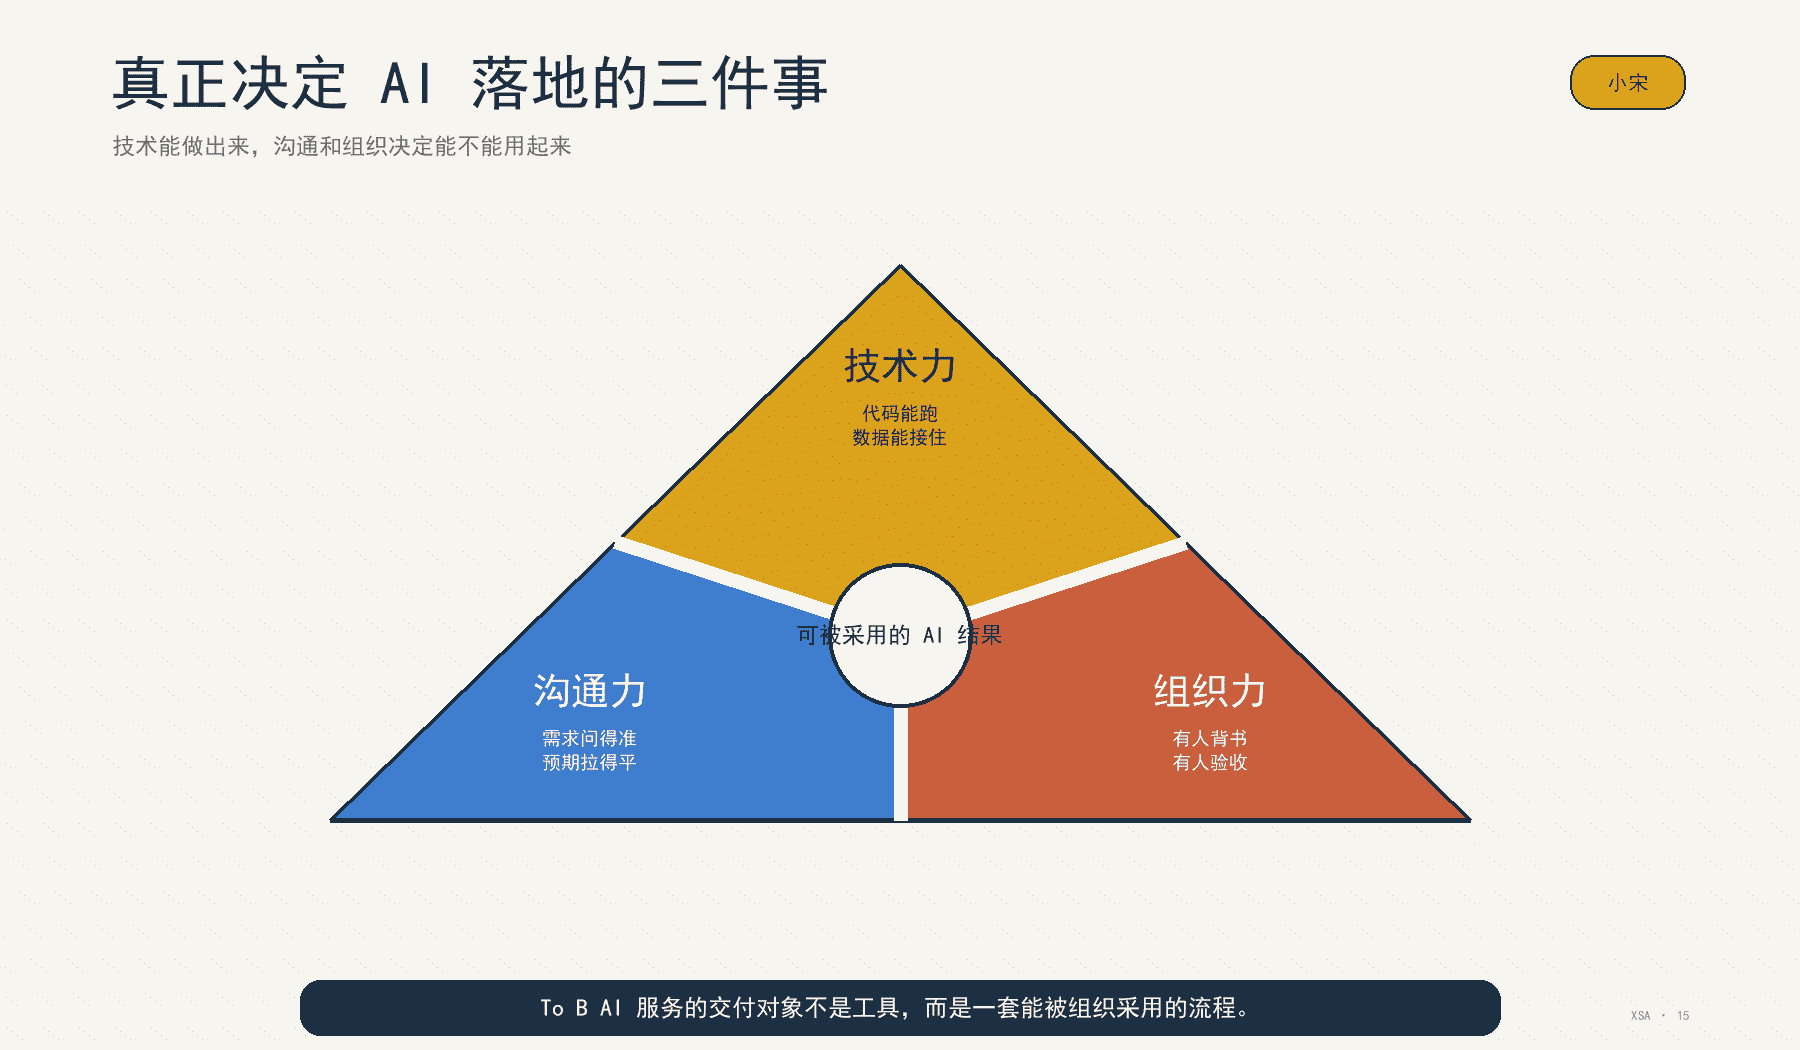 真正决定 AI 落地的三件事
小宋
技术能做出来，沟通和组织决定能不能用起来
技术力
代码能跑
数据能接住
可被采用的 AI 结果
沟通力
需求问得准
预期拉得平
组织力
有人背书
有人验收
To B AI 服务的交付对象不是工具，而是一套能被组织采用的流程。
XSA · 15